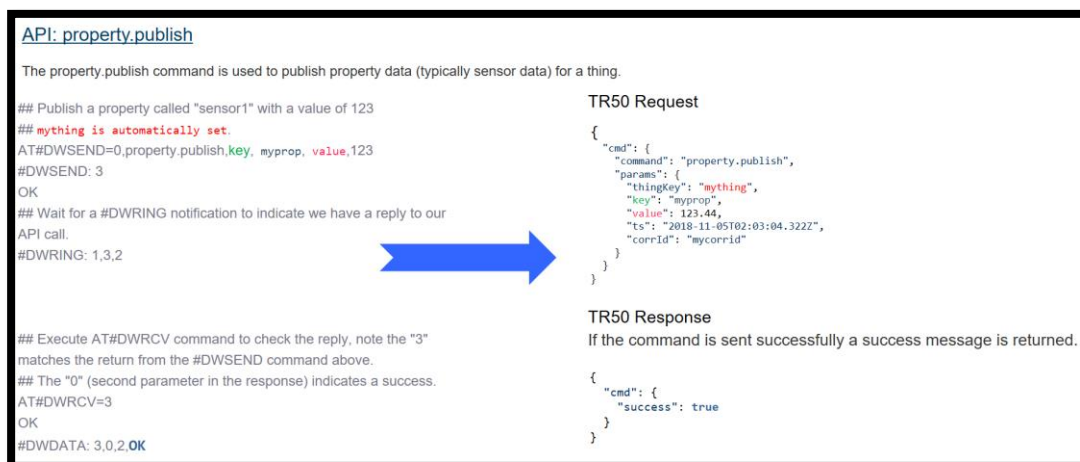 API: property.publish
The property.publish command is used to publish property data (typically sensor data) for a thing.
## Publish a property called "sensor1" with a value of 123
## mything is automatically set.
AT#DWSEND=0,property.publish,key, myprop, value,123
#DWSEND: 3
OK
## Wait for a #DWRING notification to indicate we have a reply to our
API call.
#DWRING: 1,3,2
## Execute AT#DWRCV command to check the reply, note the "3"
matches the return from the #DWSEND command above.
## The "0" (second parameter in the response) indicates a success.
AT#DWRCV=3
OK
#DWDATA: 3,0,2,OK
TR50 Request
{
"cmd": {
"command": "property.publish",
"params": {
"thingKey": "mything",
"key": "myprop",
"value": 123.44,
"ts": "2018-11-05T02:03:04.322Z",
"corrId": "mycorrid"
}
}
}
TR50 Response
If the command is sent successfully a success message is returned.
{
"cmd": {
"success": true
}
}